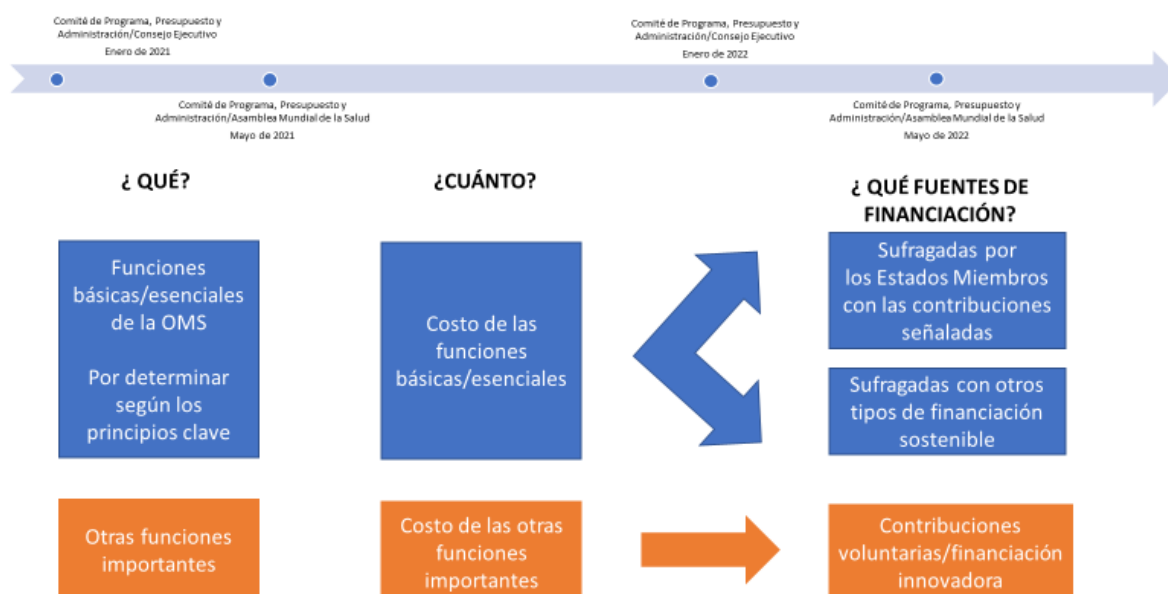 Comité de Programa, Presupuesto y
Administración/Consejo Ejecutivo
Enero de 2021
Comité de Programa, Presupuesto y
Administración/Consejo Ejecutivo
Enero de 2022
Comité de Programa, Presupuesto y
Administración/Asamblea Mundial de la Salud
Mayo de 2021
Comité de Programa, Presupuesto y
Administración/Asamblea Mundial de la Salud
Mayo de 2022
¿ QUÉ?
¿CUÁNTO?
¿ QUÉ FUENTES DE
FINANCIACIÓN?
Funciones
básicas/esenciales
de la OMS
Por determinar
según los
principios clave
Costo de las
funciones
básicas/esenciales
Sufragadas por
los Estados Miembros
con las contribuciones
señaladas
Sufragadas con otros
tipos de financiación
sostenible
Otras funciones
importantes
Costo de las otras
funciones
importantes
Contribuciones
voluntarias/financiación
innovadora